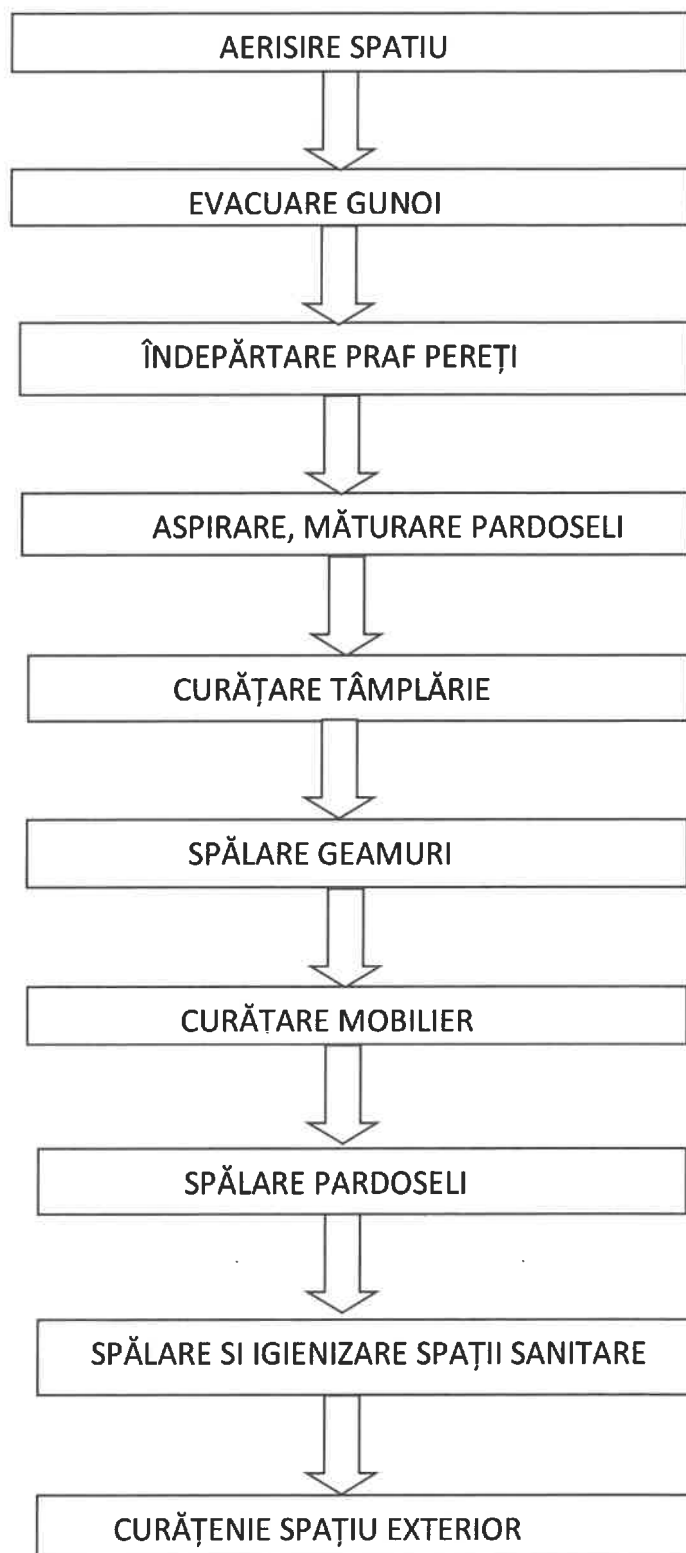 AERISIRE SPATIU
EVACUARE GUNOI
ÎNDEPĂRTARE PRAF PEREȚI
ASPIRARE, MĂTURARE PARDOSELI
CURĂȚARE TÂMPLĂRIE
SPĂLARE GEAMURI
CURĂȚARE MOBILIER
SPĂLARE PARDOSELI
SPĂLARE SI IGIENIZARE SPAȚII SANITARE
CURĂȚENIE SPAȚIU EXTERIOR